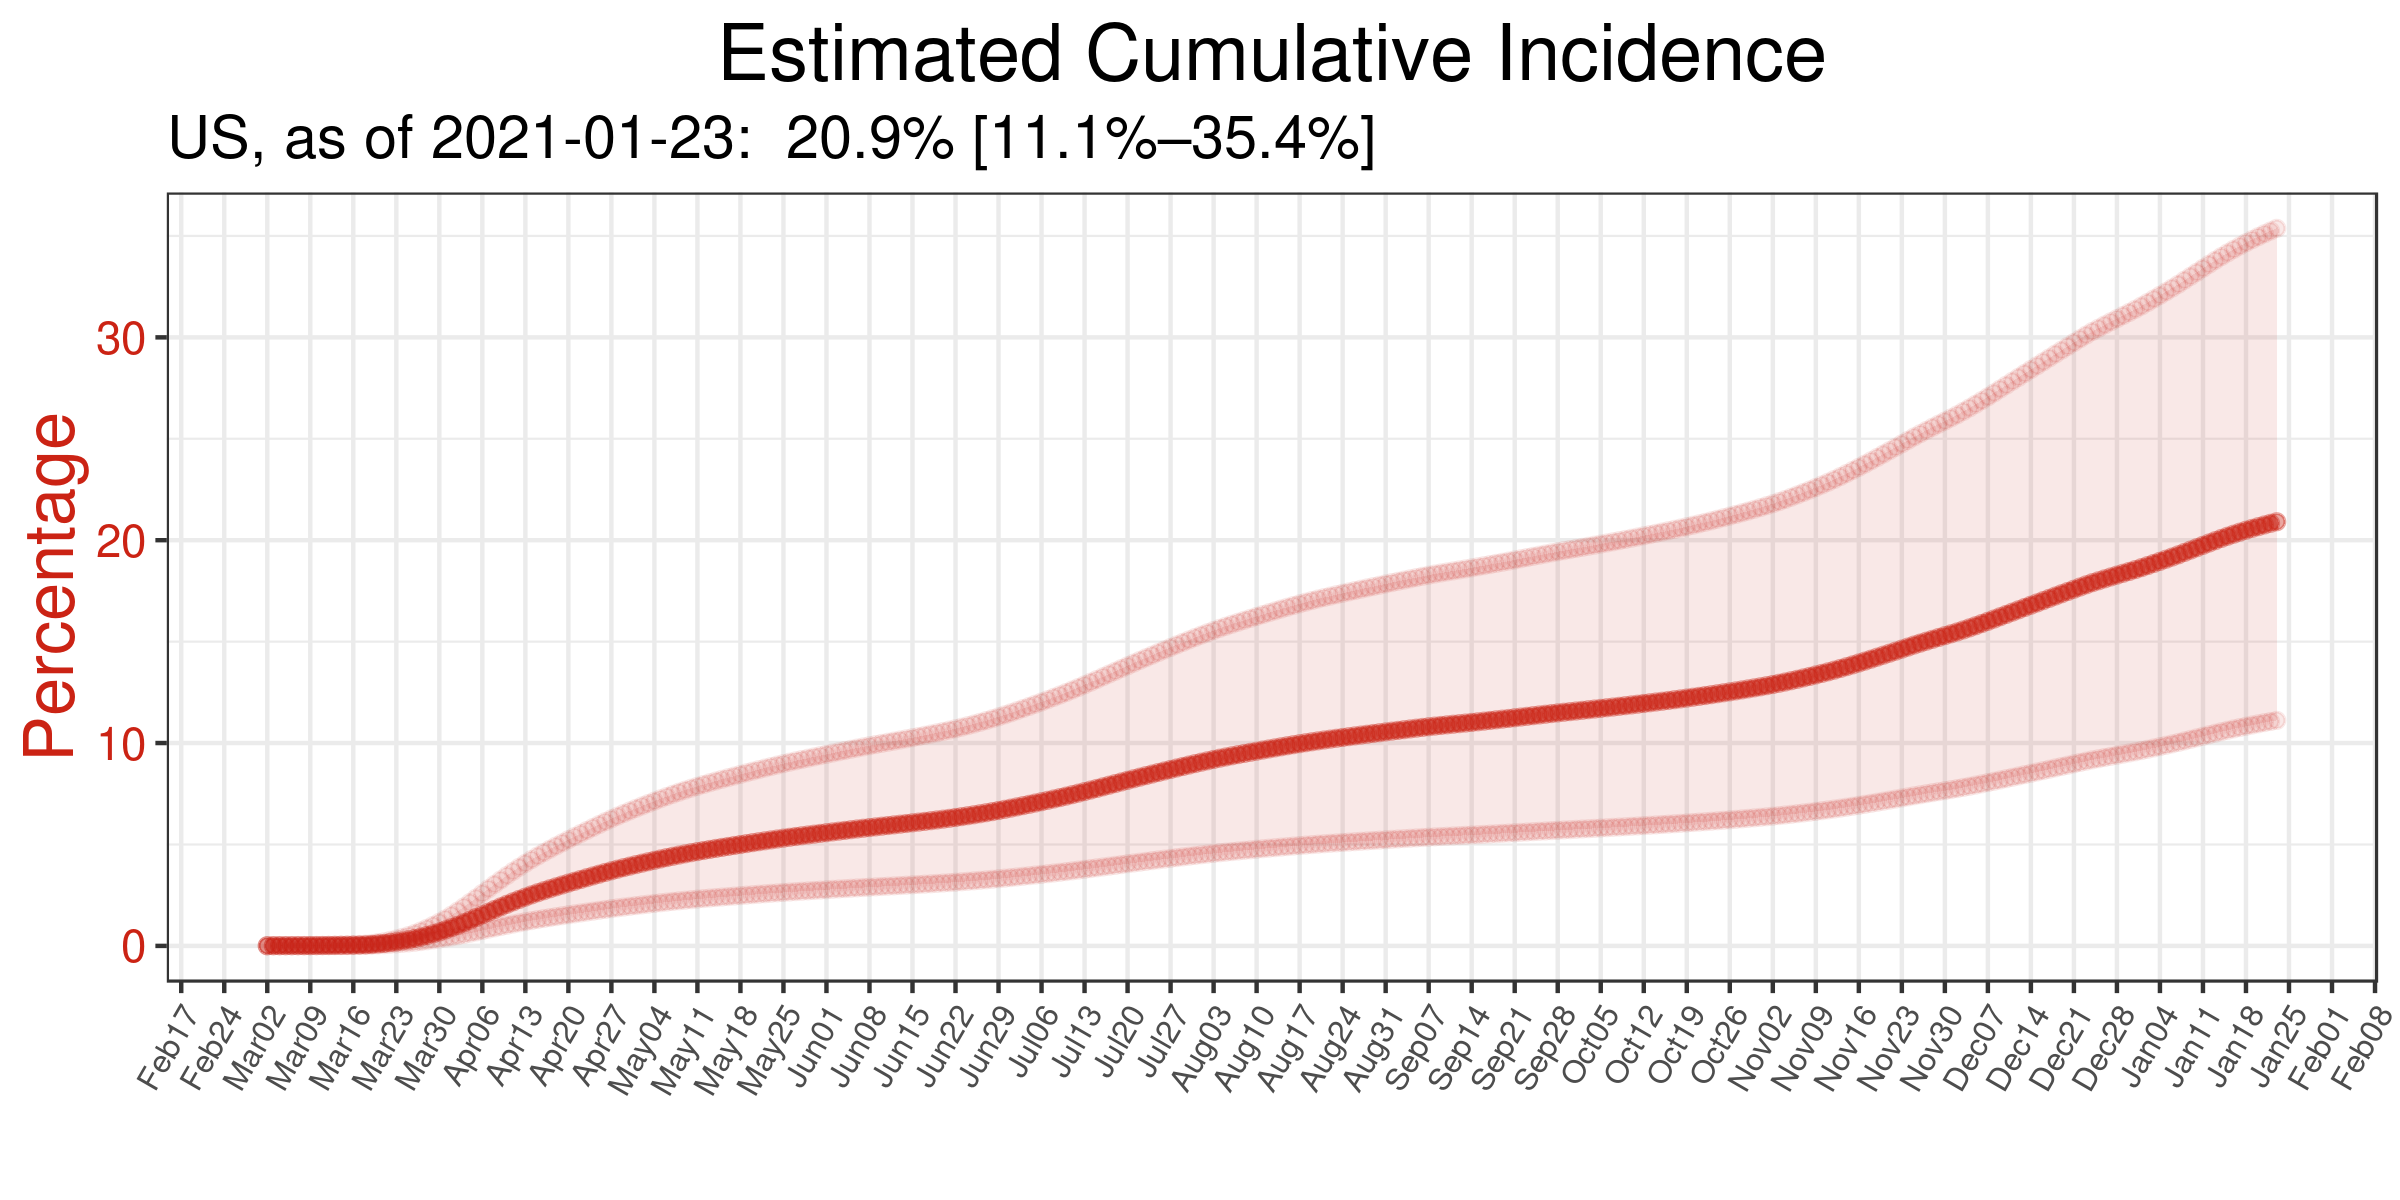 Estimated Cumulative Incidence
US, as of 2021-01-23:  20.9% [11.1%–35.4%]
Percentage
30
20
10
0
Feb17 Feb24 Mar02 Mar09 Mar16 Mar23 Mar30 Apr06 Apr13 Apr20 Apr27 May04 May11 May18 May25 Jun01 Jun08 Jun15 Jun22 Jun29 Jul06 Jul13 Jul20 Jul27 Aug03 Aug10 Aug17 Aug24 Aug31 Sep07 Sep14 Sep21 Sep28 Oct05 Oct12 Oct19 Oct26 Nov02 Nov09 Nov16 Nov23 Nov30 Dec07 Dec14 Dec21 Dec28 Jan04 Jan11 Jan18 Jan25 Feb01 Feb08